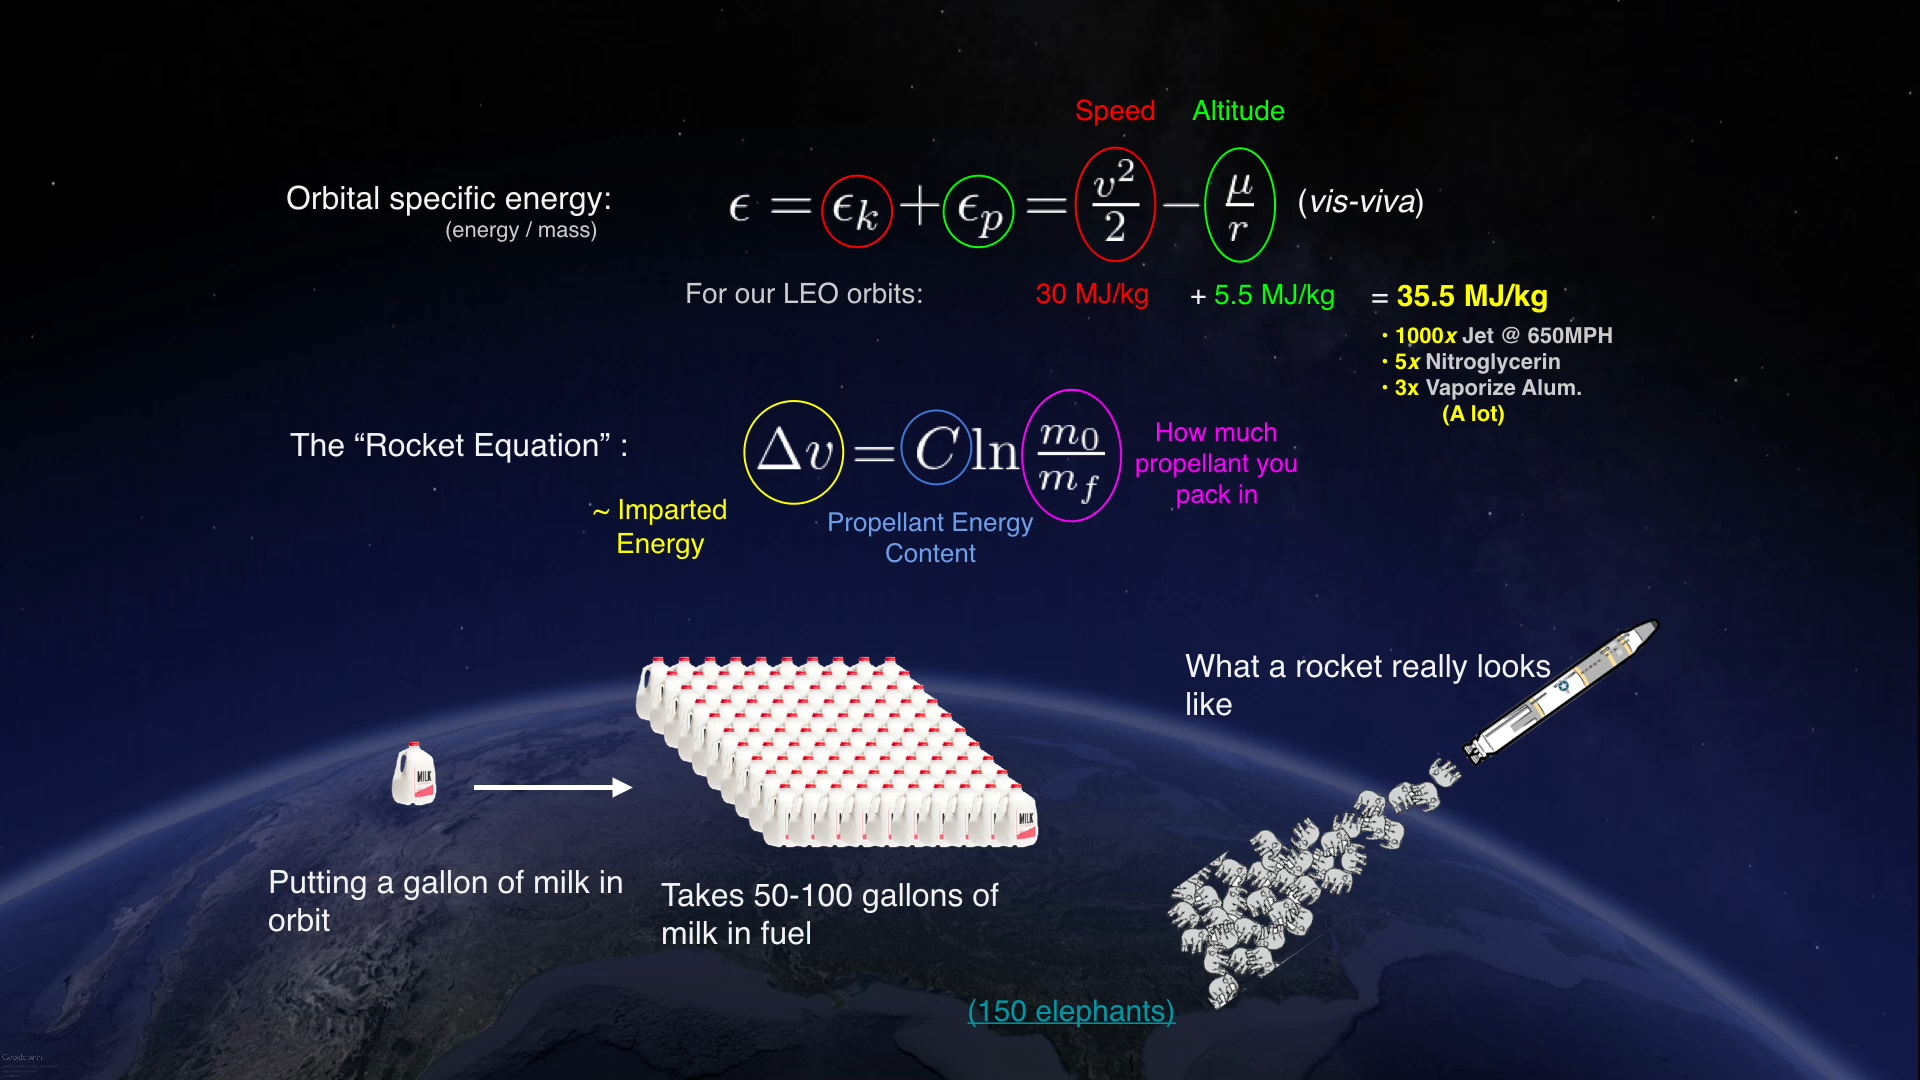 Speed Altitude
Orbital specific energy:
(energy / mass)
ϵ = ϵk + ϵp = v²/2 − μ/r (vis-viva)
For our LEO orbits: 30 MJ/kg + 5.5 MJ/kg = 35.5 MJ/kg
• 1000x Jet @ 650MPH
• 5x Nitroglycerin
• 3x Vaporize Alum.
(A lot)
The “Rocket Equation” :
Δv = C ln m0/mf
How much
propellant you
pack in
~ Imparted
Energy
Propellant Energy
Content
What a rocket really looks
like
MILK
MILK
Putting a gallon of milk in
orbit
Takes 50-100 gallons of
milk in fuel
(150 elephants)
Google earth